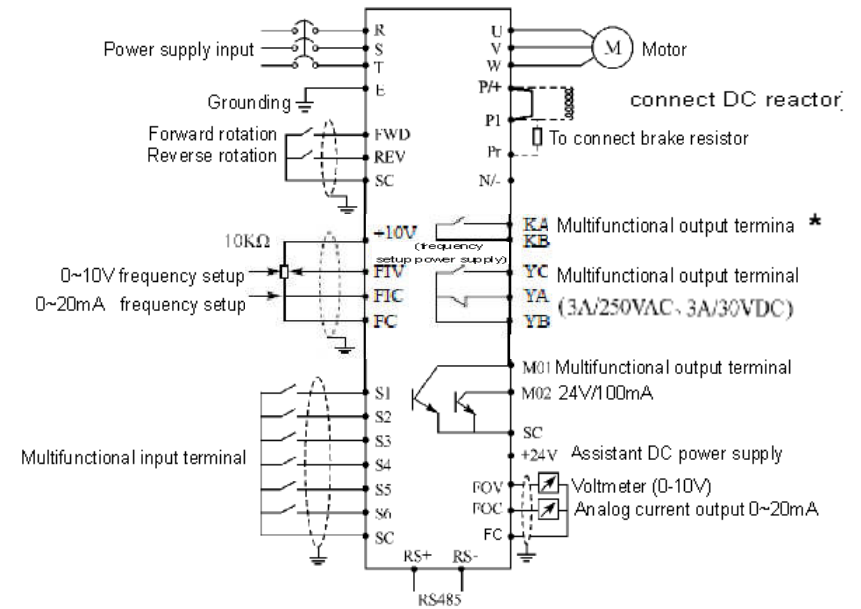 R
U
Power supply input
S
V
M
Motor
T
W
E
P/+
Grounding
connect DC reactor
P1
Forward rotation
FWD
To connect brake resistor
Reverse rotation
REV
Pr
SC
N/-
KA Multifunctional output termina *
+10V
KB
10KΩ
(frequency
setup power supply)
0~10V frequency setup
FIV
YC Multifunctional output terminal
0~20mA frequency setup
FIC
YA
(3A/250VAC、3A/30VDC)
FC
YB
M01 Multifunctional output terminal
S1
M02 24V/100mA
S2
S3
SC
Multifunctional input terminal
S4
+24V Assistant DC power supply
S5
FOV
Voltmeter (0-10V)
S6
FOC
Analog current output 0~20mA
SC
FC
RS+ RS-
RS485